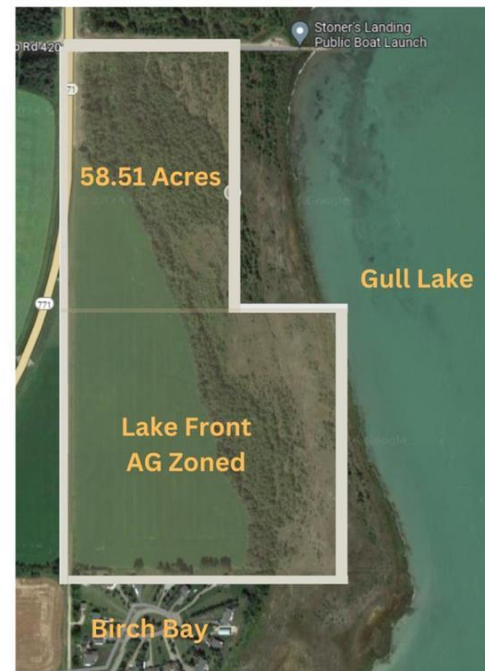 Stoner's Landing
Public Boat Launch
Rd 420
71
58.51 Acres
Gull Lake
771
Lake Front
AG Zoned
Birch Bay